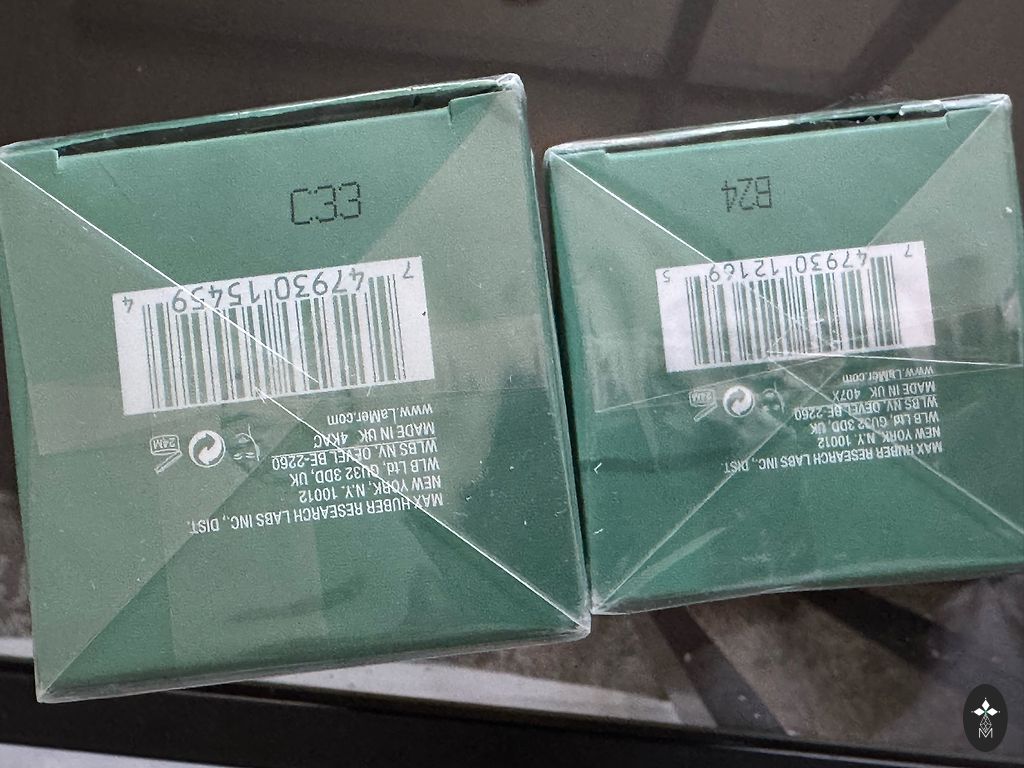 C33
7 47930 15459 4
www.LaMer.com
MADE IN UK 4KAC
WLBS NV, OEVEL BE-2260
WLB Ltd, GU32 3DD, UK
NEW YORK, N.Y. 10012
MAX HUBER RESEARCH LABS INC., DIST.
24M
B24
7 47930 12169 5
www.LaMer.com
MADE IN UK 407X
WLBS NV, OEVEL BE-2260
WLB Ltd, GU32 3DD, UK
NEW YORK, N.Y. 10012
MAX HUBER RESEARCH LABS INC., DIST.
24M
M